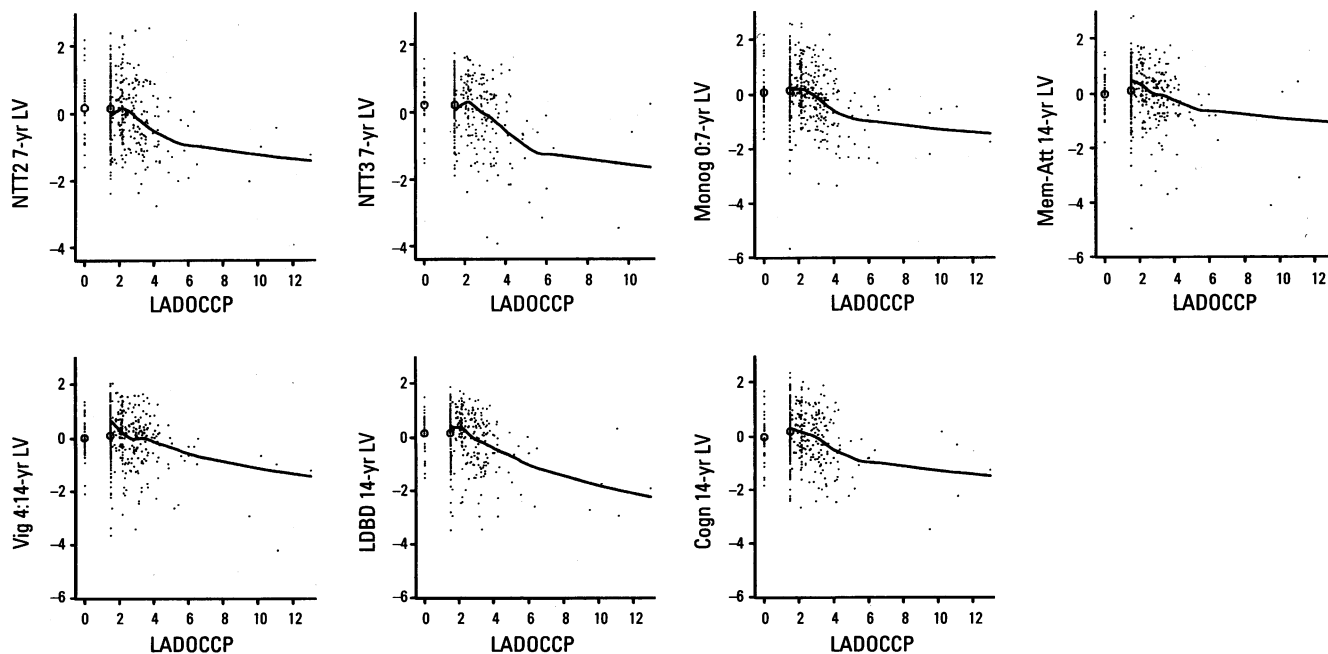 NTT2 7-yr LV
2
0
–2
–4
0 2 4 6 8 10 12
LADOCCP
NTT3 7-yr LV
2
0
–2
–4
0 2 4 6 8 10
LADOCCP
Monog 0:7-yr LV
2
0
–2
–4
–6
0 2 4 6 8 10 12
LADOCCP
Mem-Att 14-yr LV
2
0
–2
–4
–6
0 2 4 6 8 10 12
LADOCCP
Vig 4:14-yr LV
2
0
–2
–4
–6
0 2 4 6 8 10 12
LADOCCP
LDBD 14-yr LV
2
0
–2
–4
–6
0 2 4 6 8 10 12
LADOCCP
Cogn 14-yr LV
2
0
–2
–4
–6
0 2 4 6 8 10 12
LADOCCP